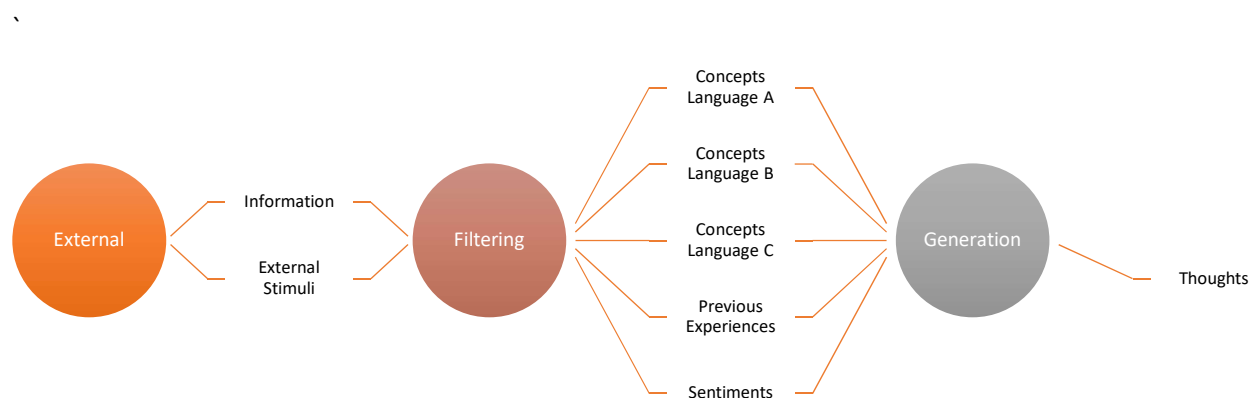 `
External
Information
External
Stimuli
Filtering
Concepts
Language A
Concepts
Language B
Concepts
Language C
Previous
Experiences
Sentiments
Generation
Thoughts